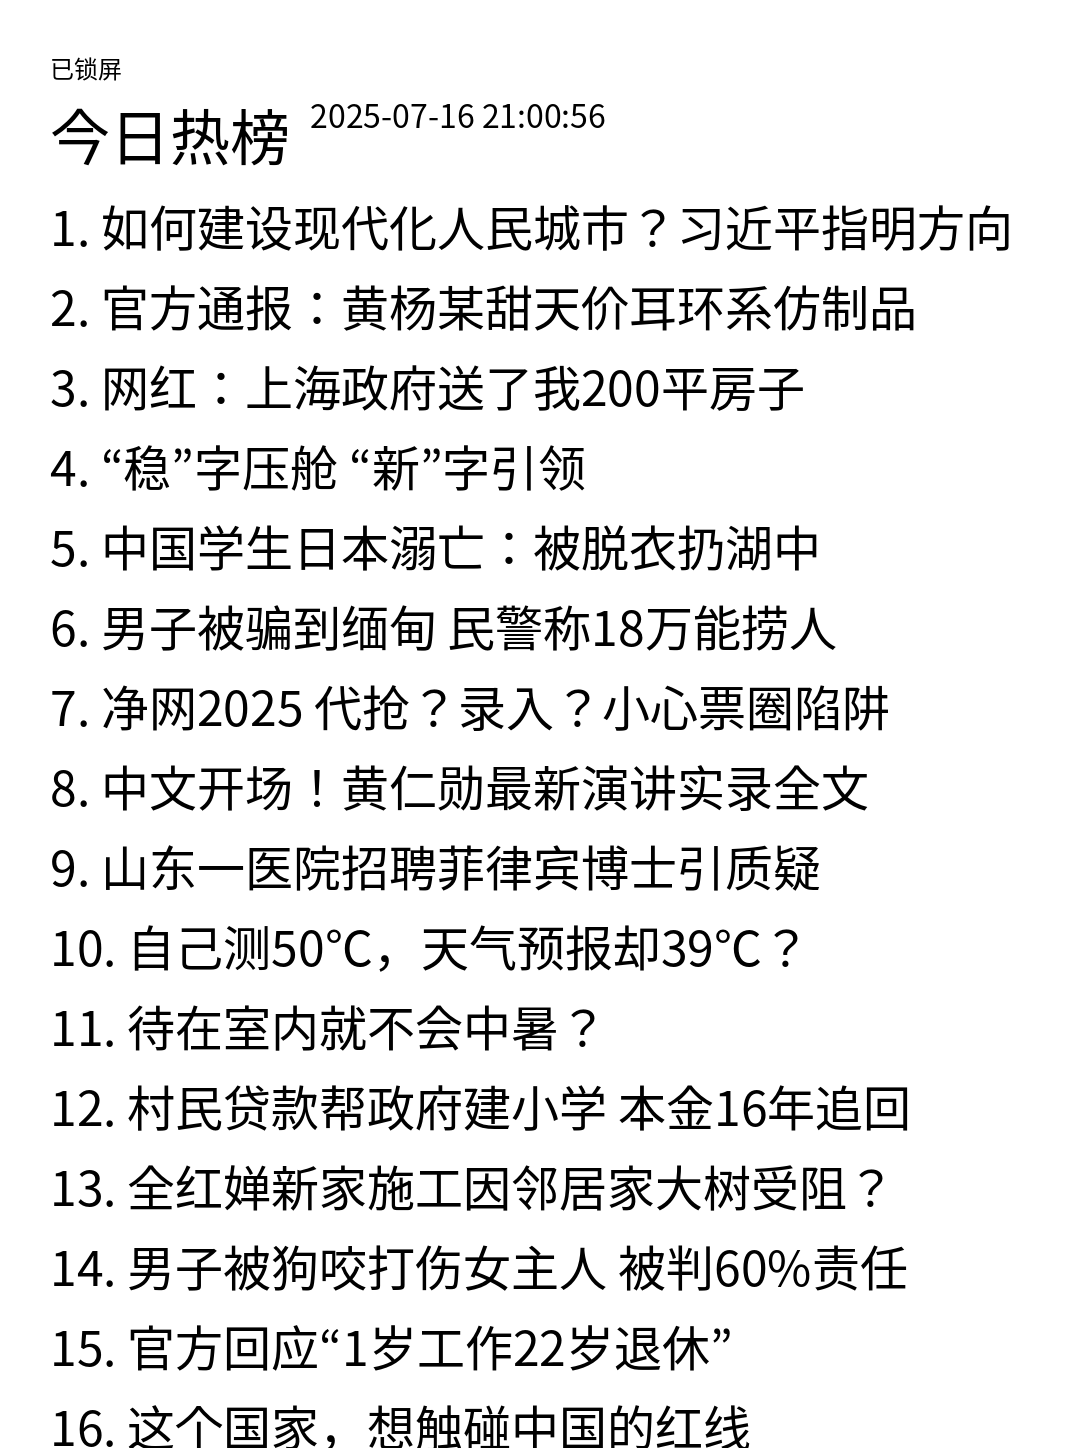 已锁屏
今日热榜 2025-07-16 21:00:56
1. 如何建设现代化人民城市？习近平指明方向
2. 官方通报：黄杨某甜天价耳环系仿制品
3. 网红：上海政府送了我200平房子
4. “稳”字压舱 “新”字引领
5. 中国学生日本溺亡：被脱衣扔湖中
6. 男子被骗到缅甸 民警称18万能捞人
7. 净网2025 代抢？录入？小心票圈陷阱
8. 中文开场！黄仁勋最新演讲实录全文
9. 山东一医院招聘菲律宾博士引质疑
10. 自己测50℃，天气预报却39℃？
11. 待在室内就不会中暑？
12. 村民贷款帮政府建小学 本金16年追回
13. 全红婵新家施工因邻居家大树受阻？
14. 男子被狗咬打伤女主人 被判60%责任
15. 官方回应“1岁工作22岁退休”
16. 这个国家，想触碰中国的红线